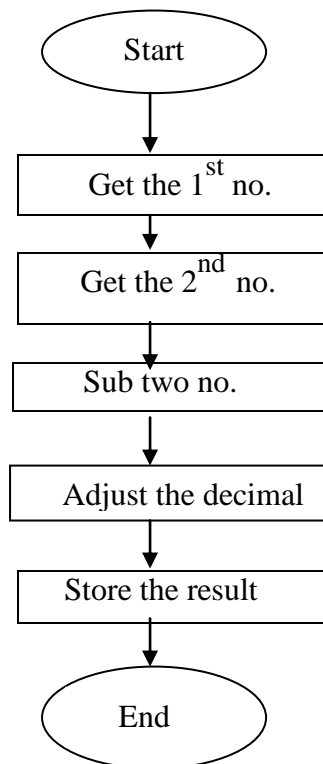 Start
Get the 1st no.
Get the 2nd no.
Sub two no.
Adjust the decimal
Store the result
End